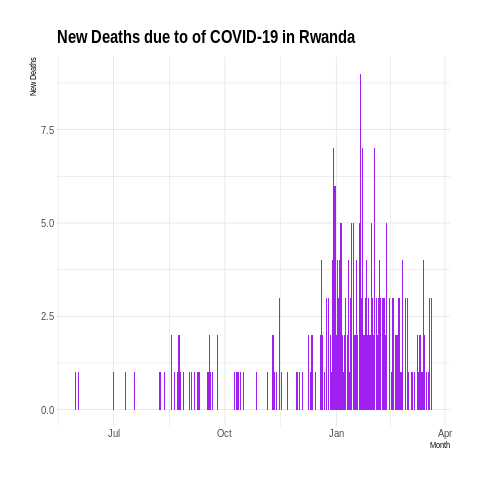 New Deaths due to of COVID-19 in Rwanda
New Deaths
7.5
5.0
2.5
0.0
Jul Oct Jan Apr
Month